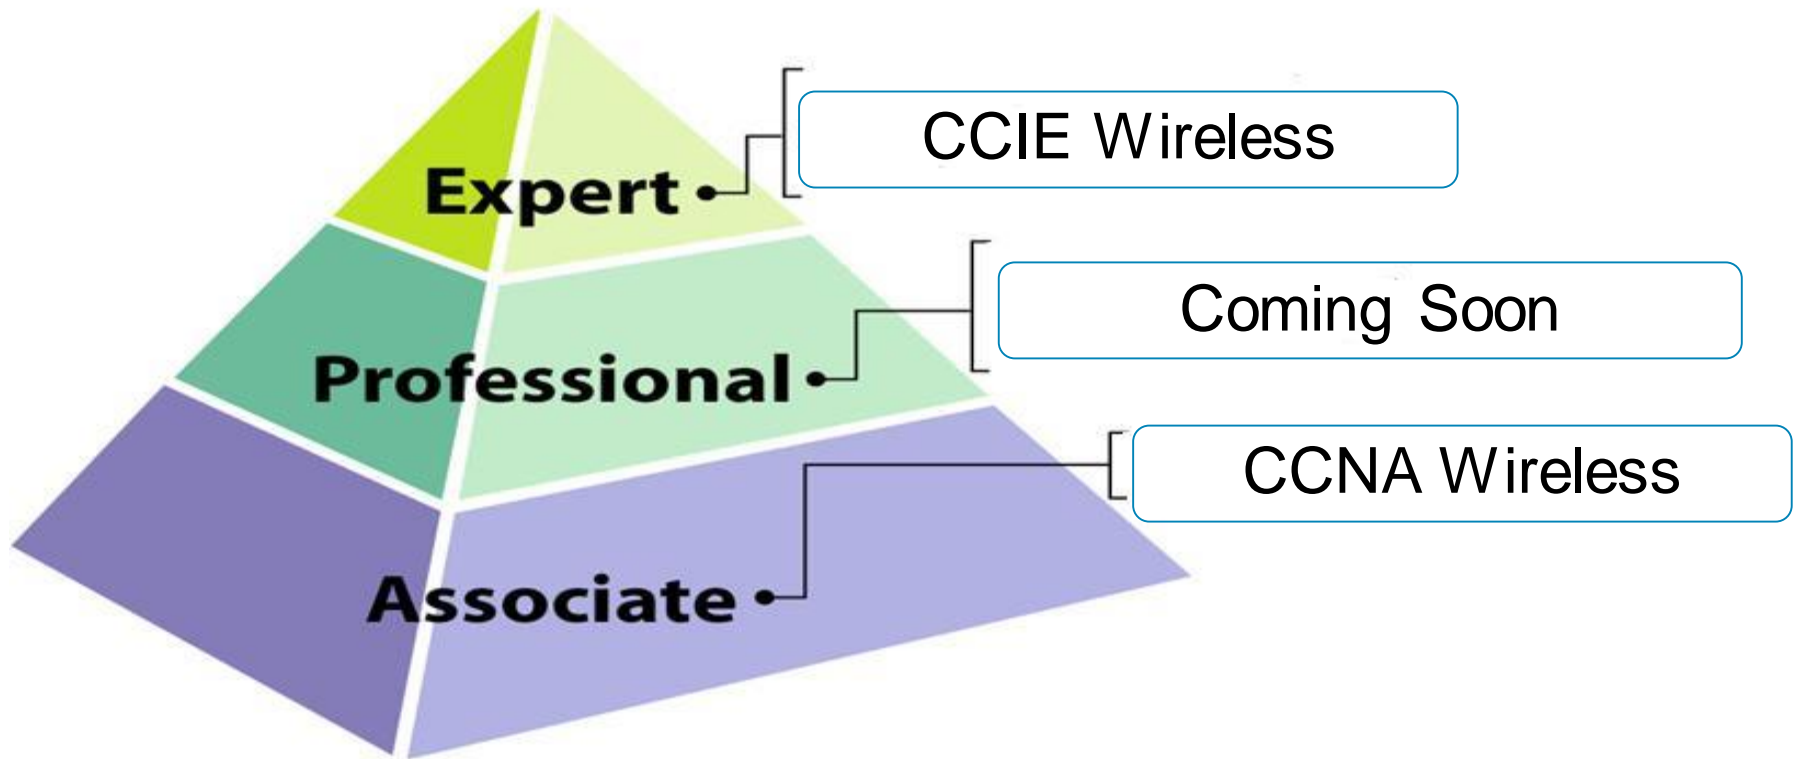 Expert
CCIE Wireless
Professional
Coming Soon
Associate
CCNA Wireless